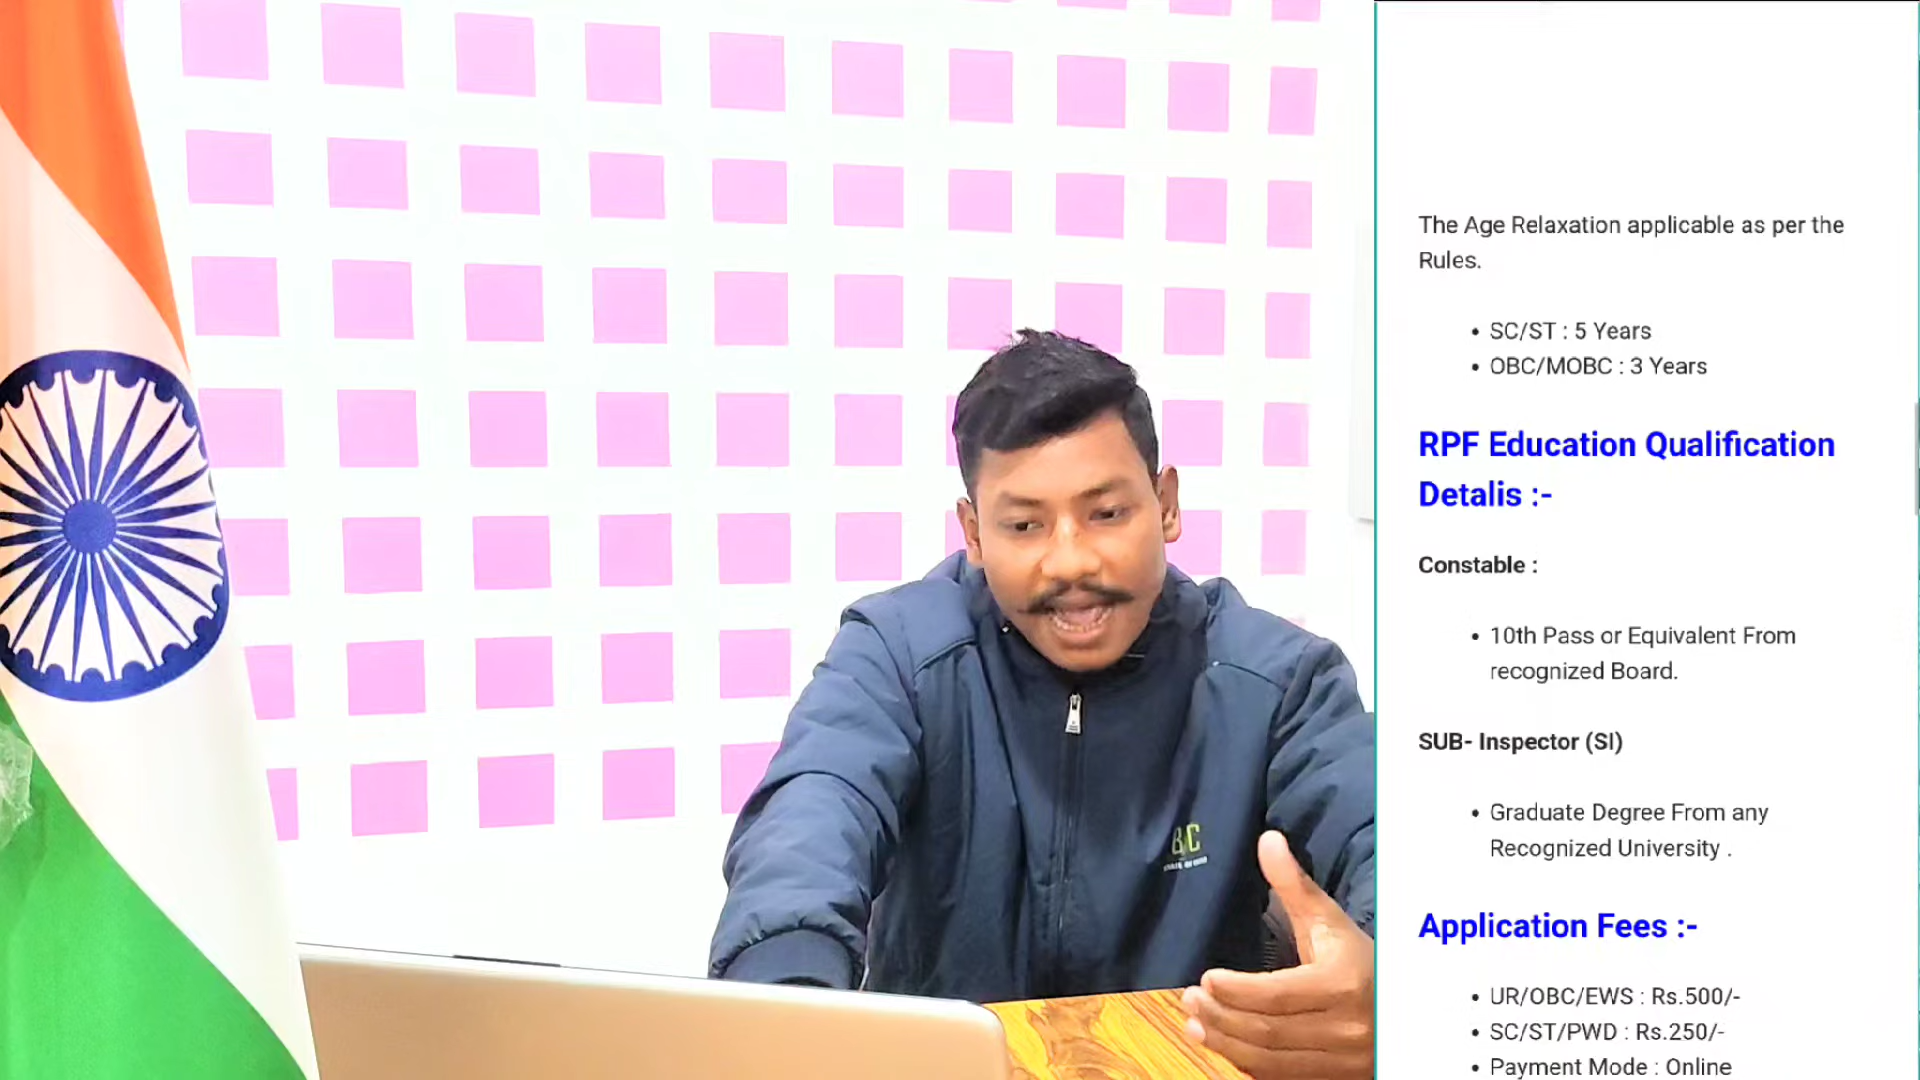 The Age Relaxation applicable as per the
Rules.
• SC/ST : 5 Years
• OBC/MOBC : 3 Years
RPF Education Qualification
Detalis :-
Constable :
• 10th Pass or Equivalent From
recognized Board.
SUB- Inspector (SI)
• Graduate Degree From any
Recognized University .
Application Fees :-
• UR/OBC/EWS : Rs.500/-
• SC/ST/PWD : Rs.250/-
• Payment Mode : Online